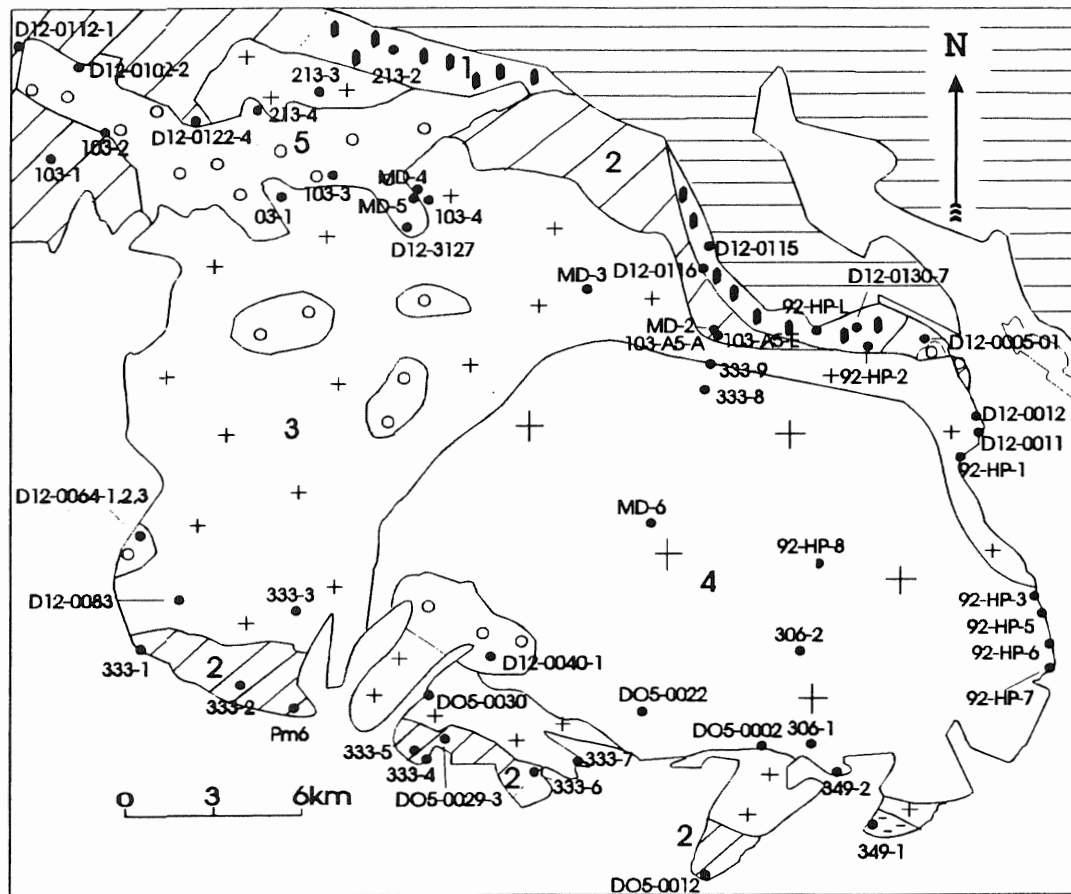 D12-0112-1
1
N
D12-0102-2
213-3
213-2
213-4
D12-0122-4
5
103-2
2
103-1
103-3
MD-4
03-1
MD-5
103-4
D12-3127
D12-0115
D12-0116
MD-3
D12-0130-7
92-HP-L
MD-2
103-A5-A
103-A5-E
D12-0005-01
333-9
92-HP-2
333-8
D12-0012
3
D12-0011
92-HP-1
D12-0064-1,2,3
MD-6
92-HP-8
4
D12-0083
333-3
92-HP-3
92-HP-5
306-2
92-HP-6
333-1
2
D12-0040-1
92-HP-7
333-2
DO5-0030
DO5-0022
Pm6
DO5-0002
306-1
333-5
333-7
333-4
2
333-6
349-2
DO5-0029-3
0 3 6km
2
349-1
DO5-0012